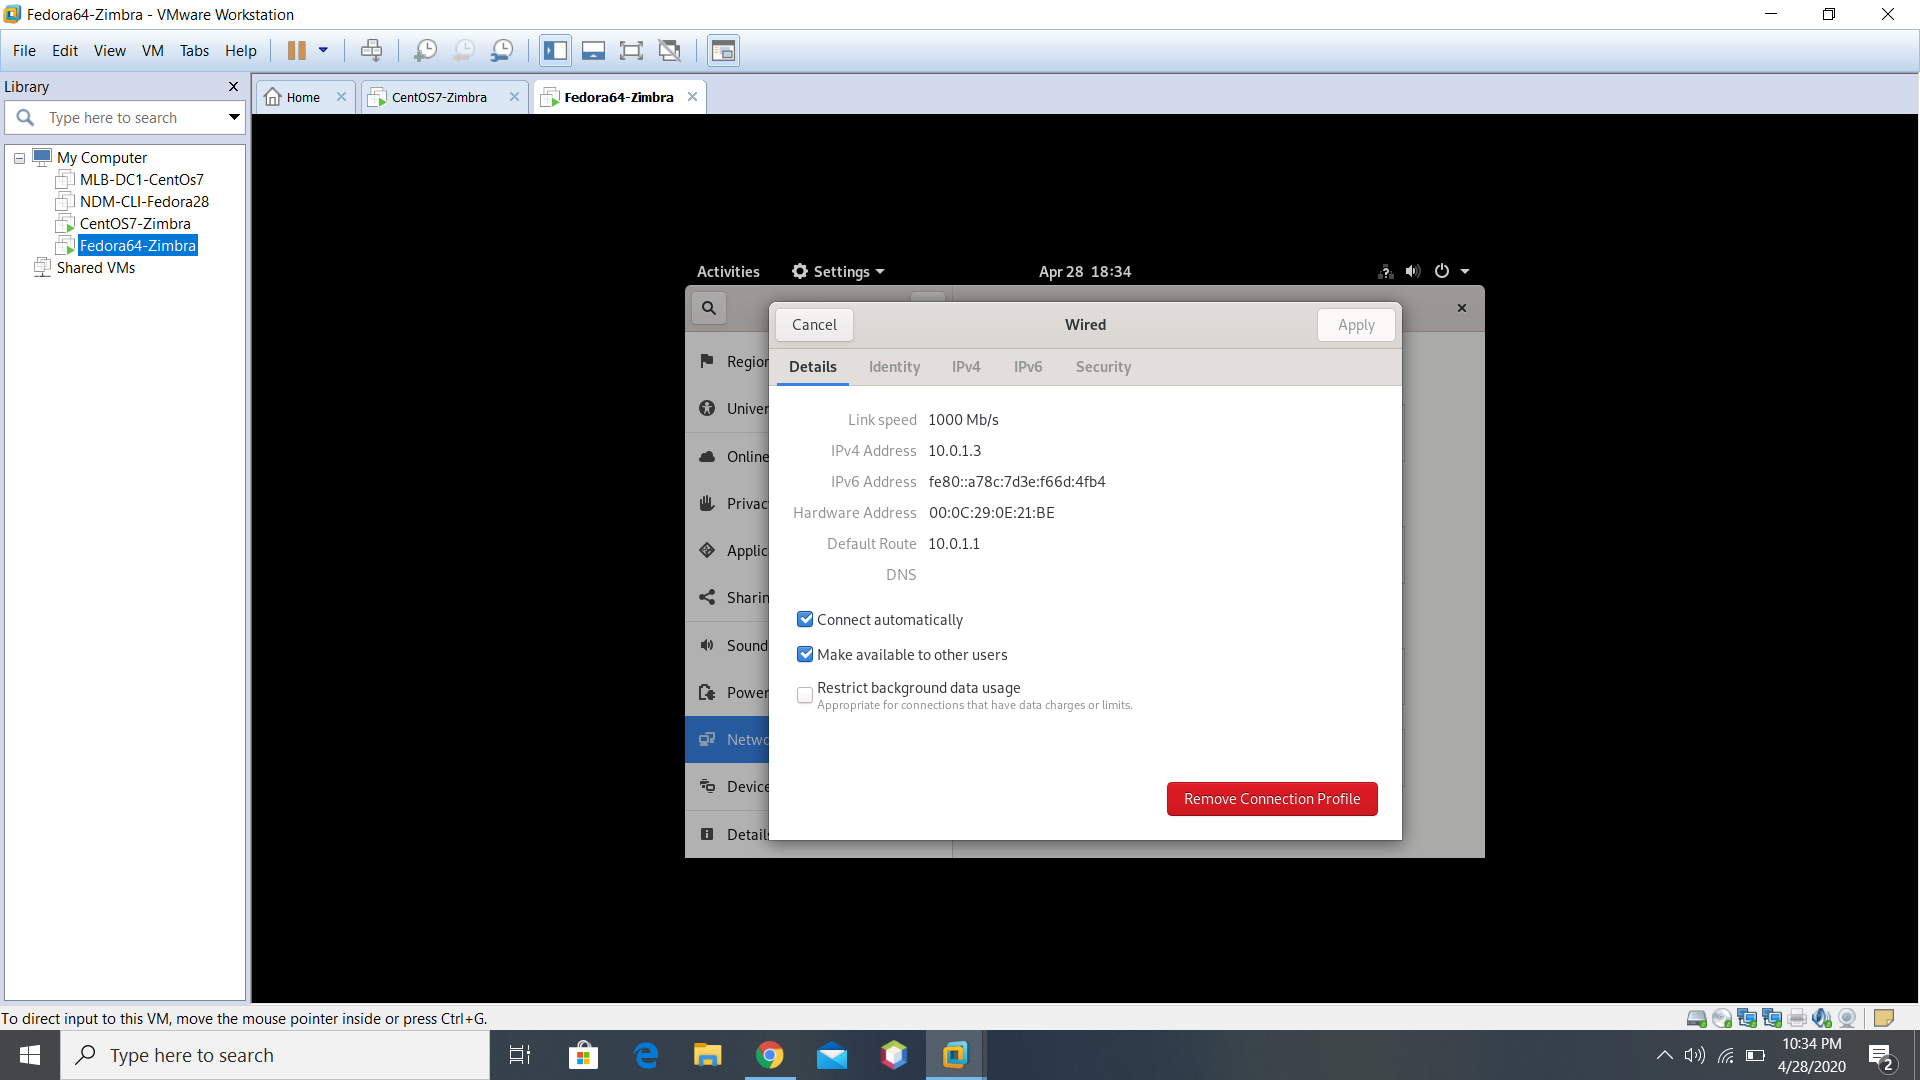 Fedora64-Zimbra - VMware Workstation
File Edit View VM Tabs Help
Library
Type here to search
Home
CentOS7-Zimbra
Fedora64-Zimbra
My Computer
MLB-DC1-CentOs7
NDM-CLI-Fedora28
CentOS7-Zimbra
Fedora64-Zimbra
Shared VMs
Activities
Settings
Apr 28 18:34
Cancel
Wired
Apply
Details Identity IPv4 IPv6 Security
Link speed 1000 Mb/s
IPv4 Address 10.0.1.3
IPv6 Address fe80::a78c:7d3e:f66d:4fb4
Hardware Address 00:0C:29:0E:21:BE
Default Route 10.0.1.1
DNS
Connect automatically
Make available to other users
Restrict background data usage
Appropriate for connections that have data charges or limits.
Remove Connection Profile
Region
Univer
Online
Privac
Applic
Sharin
Sound
Power
Netwo
Device
Details
To direct input to this VM, move the mouse pointer inside or press Ctrl+G.
Type here to search
10:34 PM
4/28/2020
2